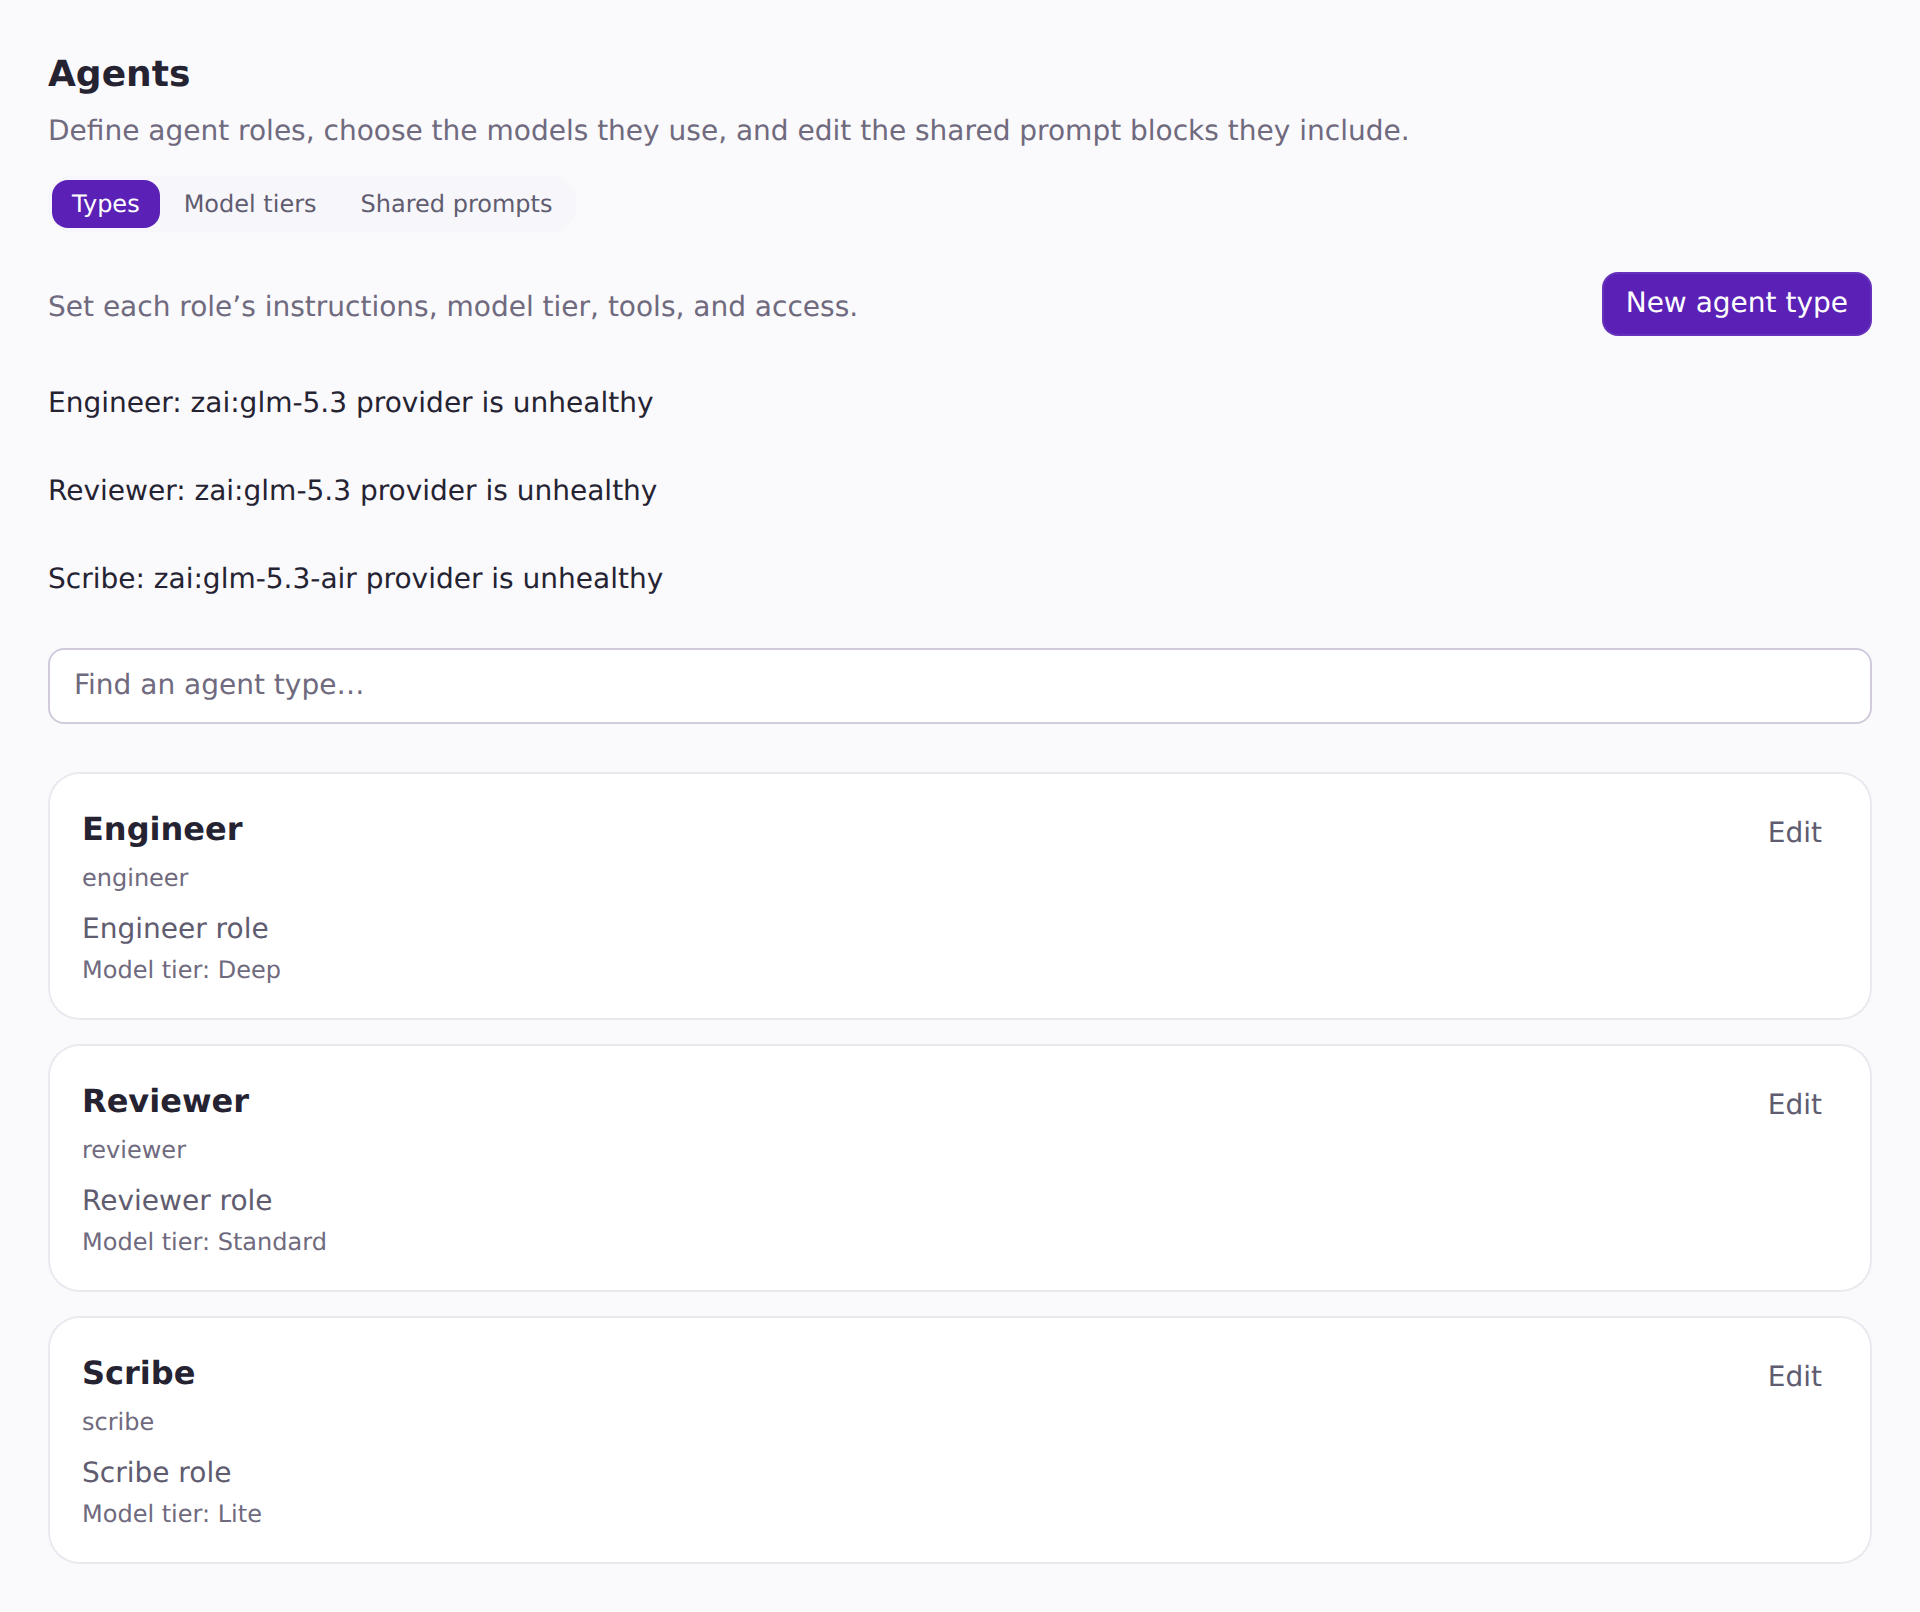 Agents
Define agent roles, choose the models they use, and edit the shared prompt blocks they include.
Types Model tiers Shared prompts
Set each role’s instructions, model tier, tools, and access.
New agent type
Engineer: zai:glm-5.3 provider is unhealthy
Reviewer: zai:glm-5.3 provider is unhealthy
Scribe: zai:glm-5.3-air provider is unhealthy
Find an agent type…
Engineer
Edit
engineer
Engineer role
Model tier: Deep
Reviewer
Edit
reviewer
Reviewer role
Model tier: Standard
Scribe
Edit
scribe
Scribe role
Model tier: Lite